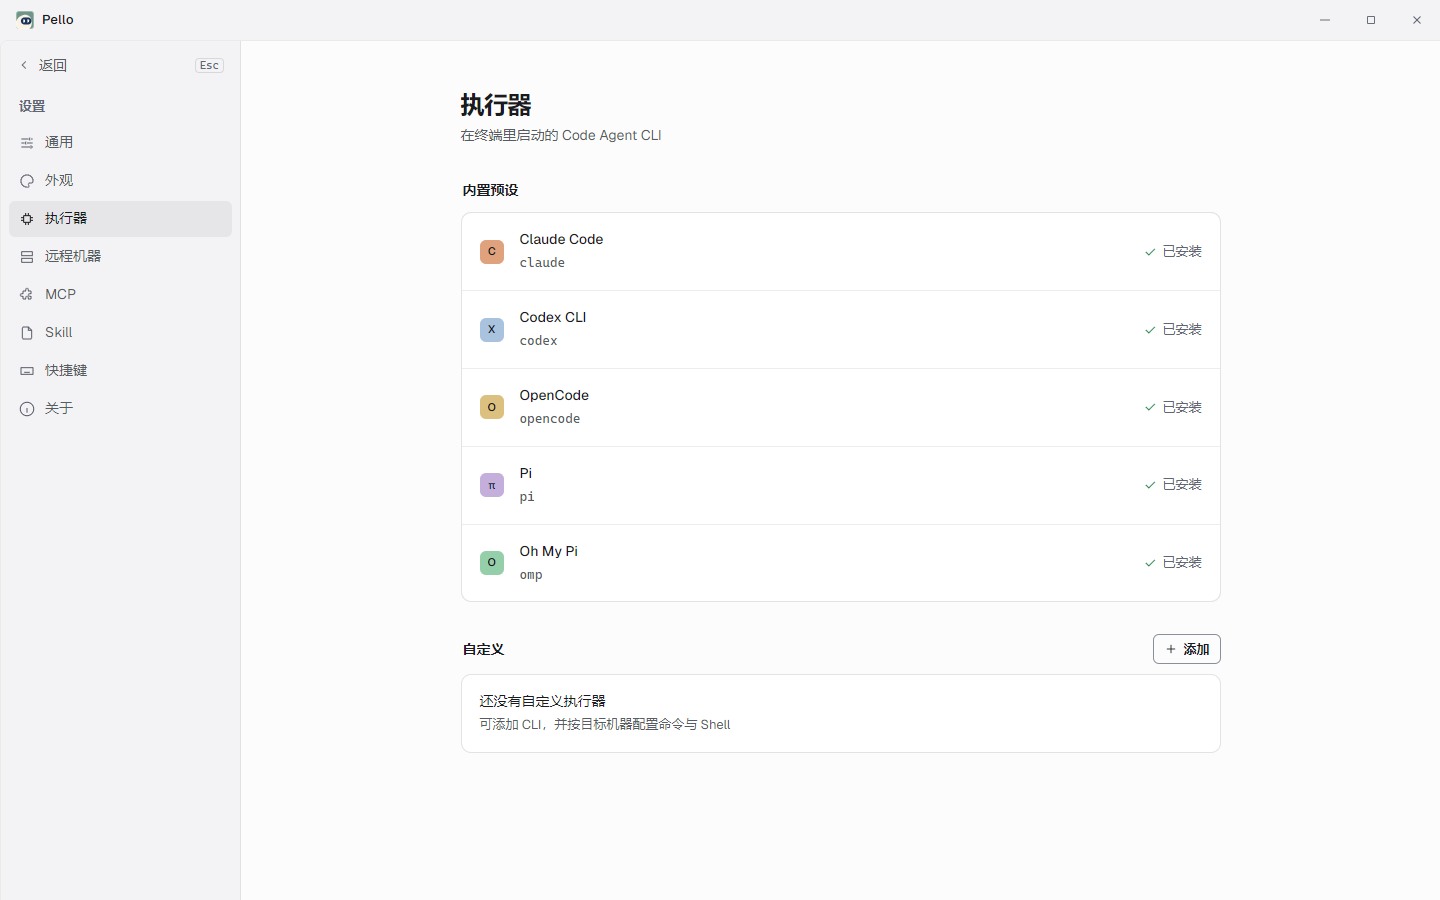 Pello
返回 Esc
设置
通用
外观
执行器
远程机器
MCP
Skill
快捷键
关于
执行器
在终端里启动的 Code Agent CLI
内置预设
C
Claude Code
claude
已安装
X
Codex CLI
codex
已安装
O
OpenCode
opencode
已安装
π
Pi
pi
已安装
O
Oh My Pi
omp
已安装
自定义
添加
还没有自定义执行器
可添加 CLI，并按目标机器配置命令与 Shell